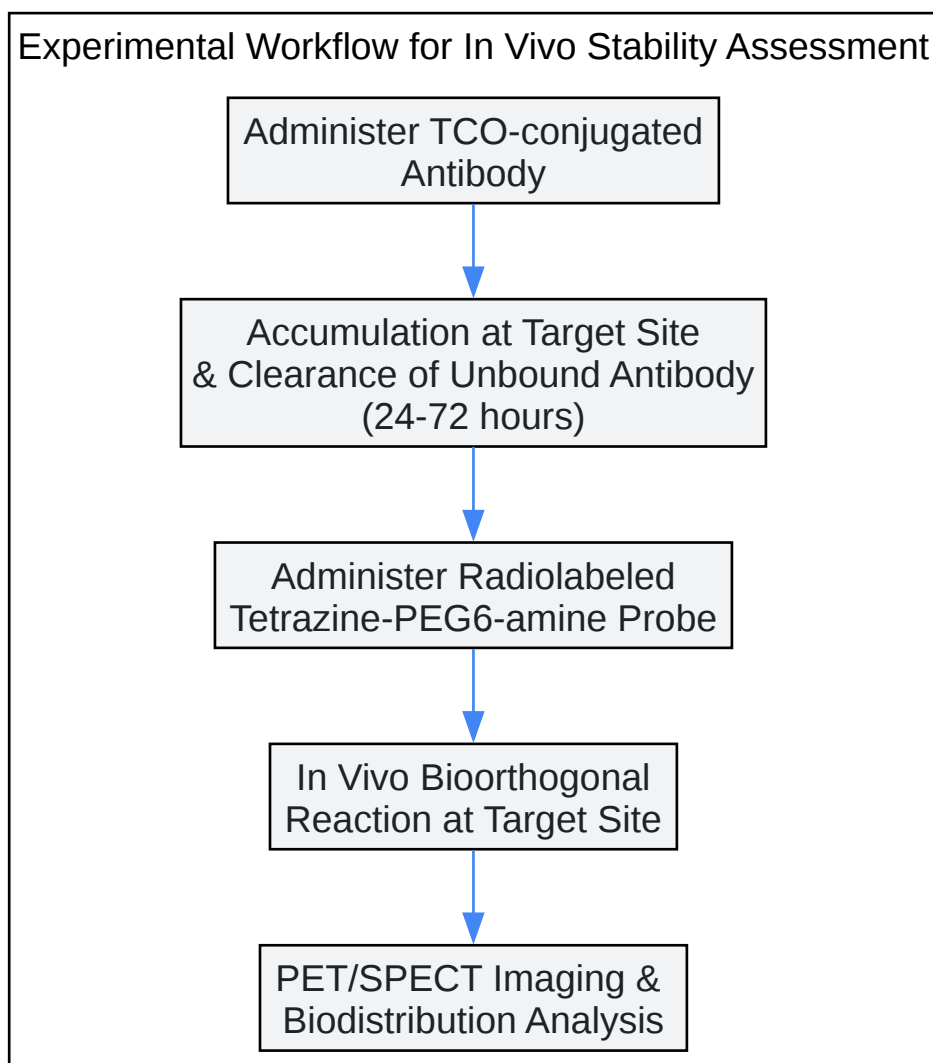 Experimental Workflow for In Vivo Stability Assessment
Administer TCO-conjugated
Antibody
Accumulation at Target Site
& Clearance of Unbound Antibody
(24-72 hours)
Administer Radiolabeled
Tetrazine-PEG6-amine Probe
In Vivo Bioorthogonal
Reaction at Target Site
PET/SPECT Imaging &
Biodistribution Analysis